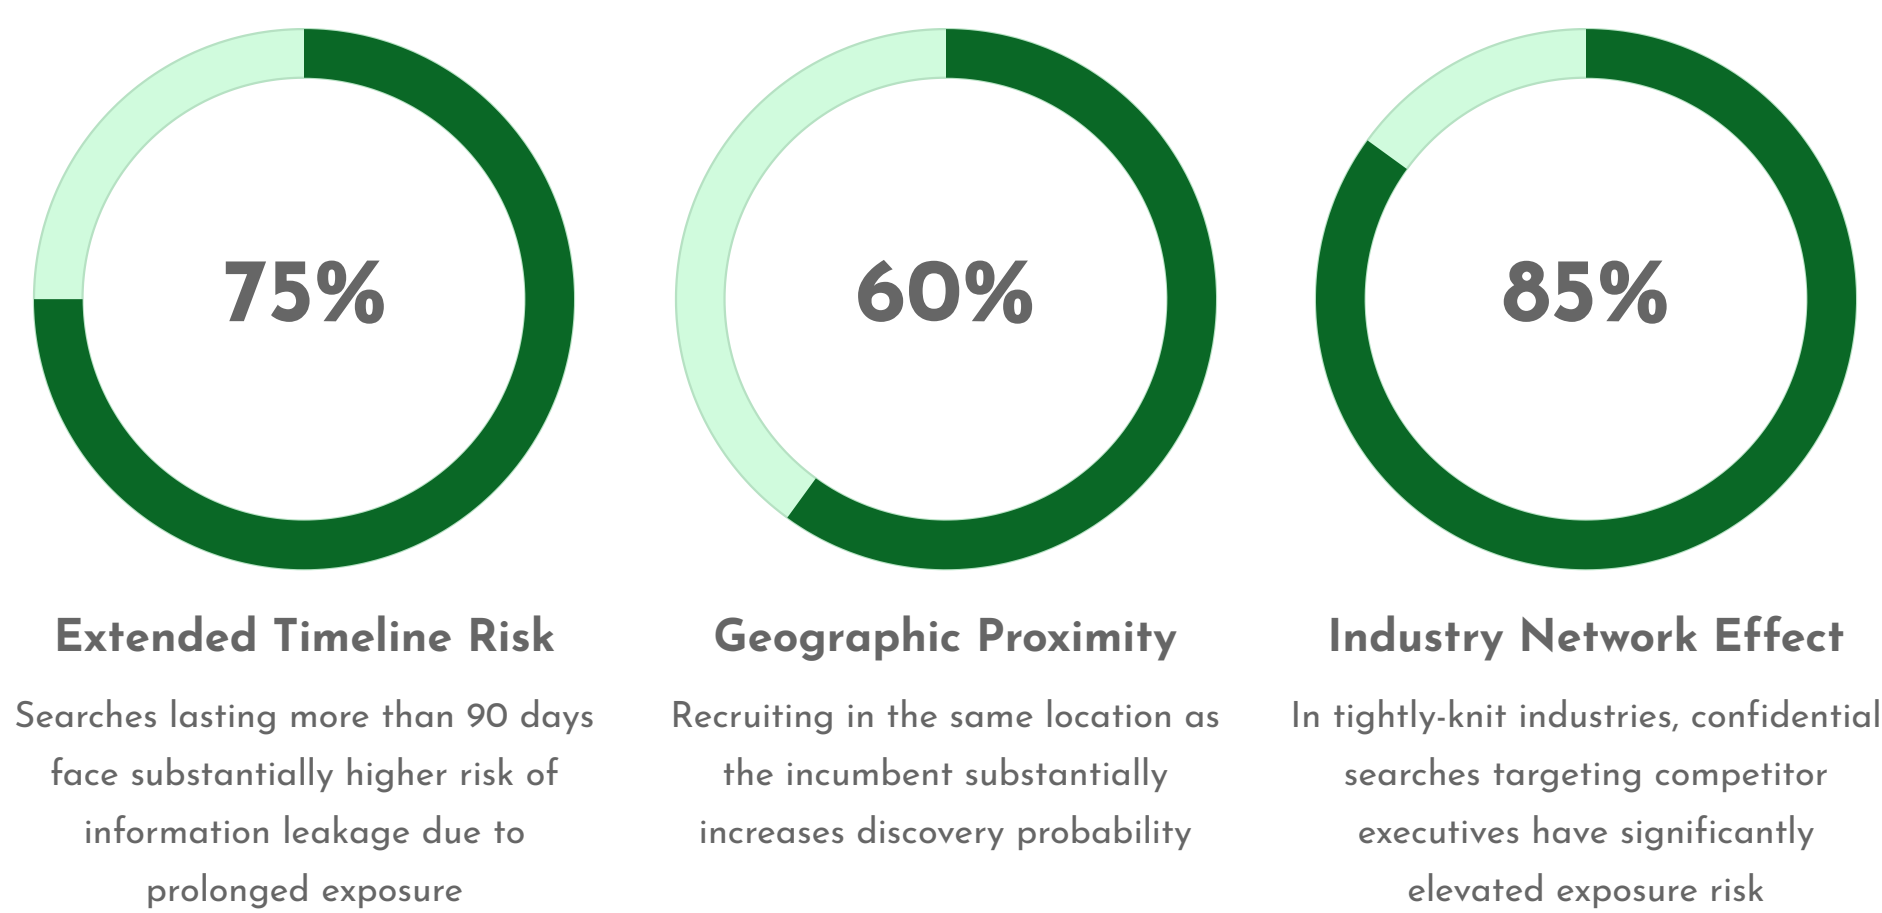 75%
Extended Timeline Risk
Searches lasting more than 90 days
face substantially higher risk of
information leakage due to
prolonged exposure
60%
Geographic Proximity
Recruiting in the same location as
the incumbent substantially
increases discovery probability
85%
Industry Network Effect
In tightly-knit industries, confidential
searches targeting competitor
executives have significantly
elevated exposure risk